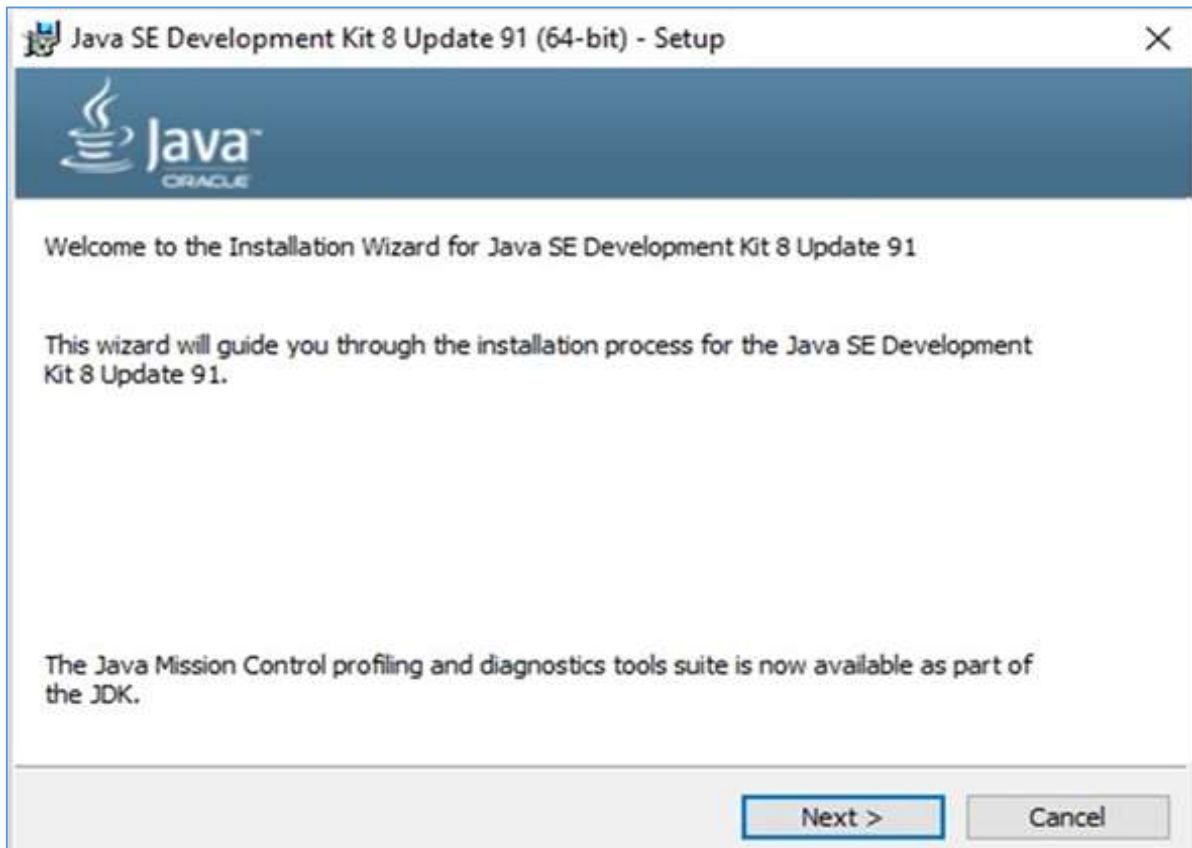 Java SE Development Kit 8 Update 91 (64-bit) - Setup
Java™
ORACLE
Welcome to the Installation Wizard for Java SE Development Kit 8 Update 91
This wizard will guide you through the installation process for the Java SE Development
Kit 8 Update 91.
The Java Mission Control profiling and diagnostics tools suite is now available as part of
the JDK.
Next >
Cancel